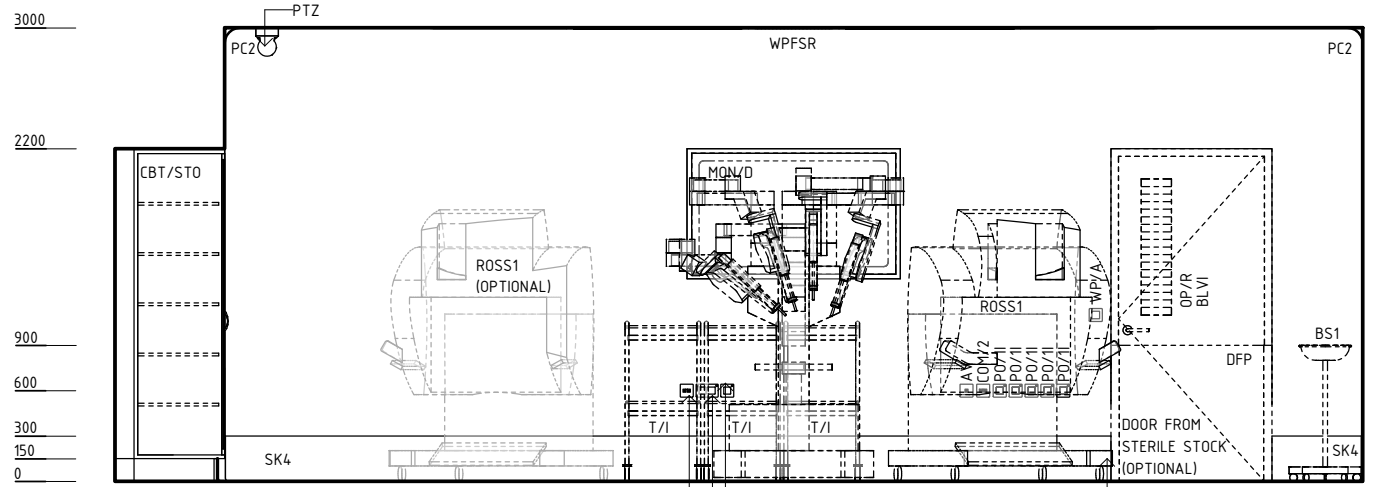 PTZ
3000
PC2
WPFSR
PC2
2200
CBT/STO
MON/D
ROSS1
(OPTIONAL)
WP/A
OP/R
BLVI
ROSS1
900
BS1
DFP
A
COM/2
PO/1
PO/1
PO/1
PO/1
PO/1
600
300
T/I
T/I
T/I
DOOR FROM
STERILE STOCK
(OPTIONAL)
150
SK4
SK4
0